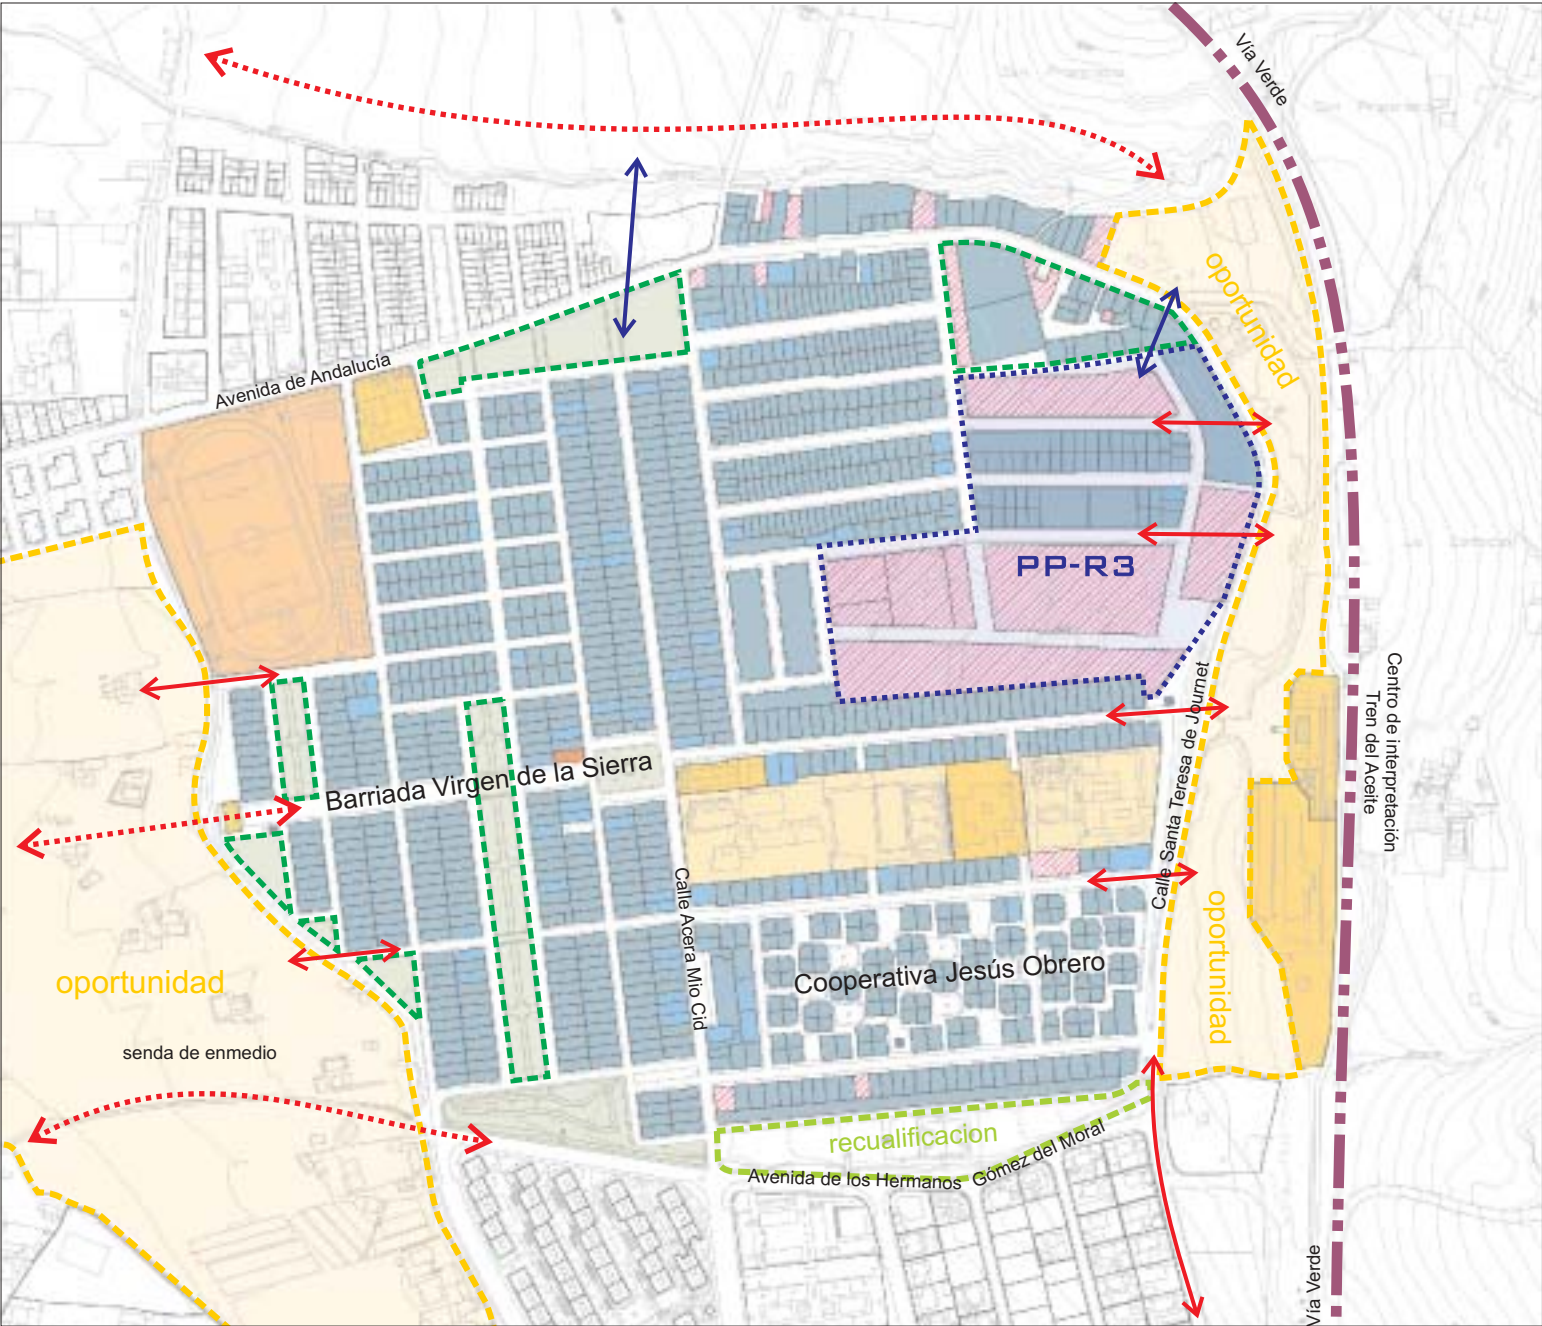 Vía Verde
oportunidad
Avenida de Andalucía
PP-R3
Centro de interpretación
Tren del Aceite
Calle Santa Teresa de Journet
Barriada Virgen de la Sierra
Calle Acera Mio Cid
oportunidad
Cooperativa Jesús Obrero
oportunidad
senda de enmedio
recualificacion
Avenida de los Hermanos Gómez del Moral
Vía Verde